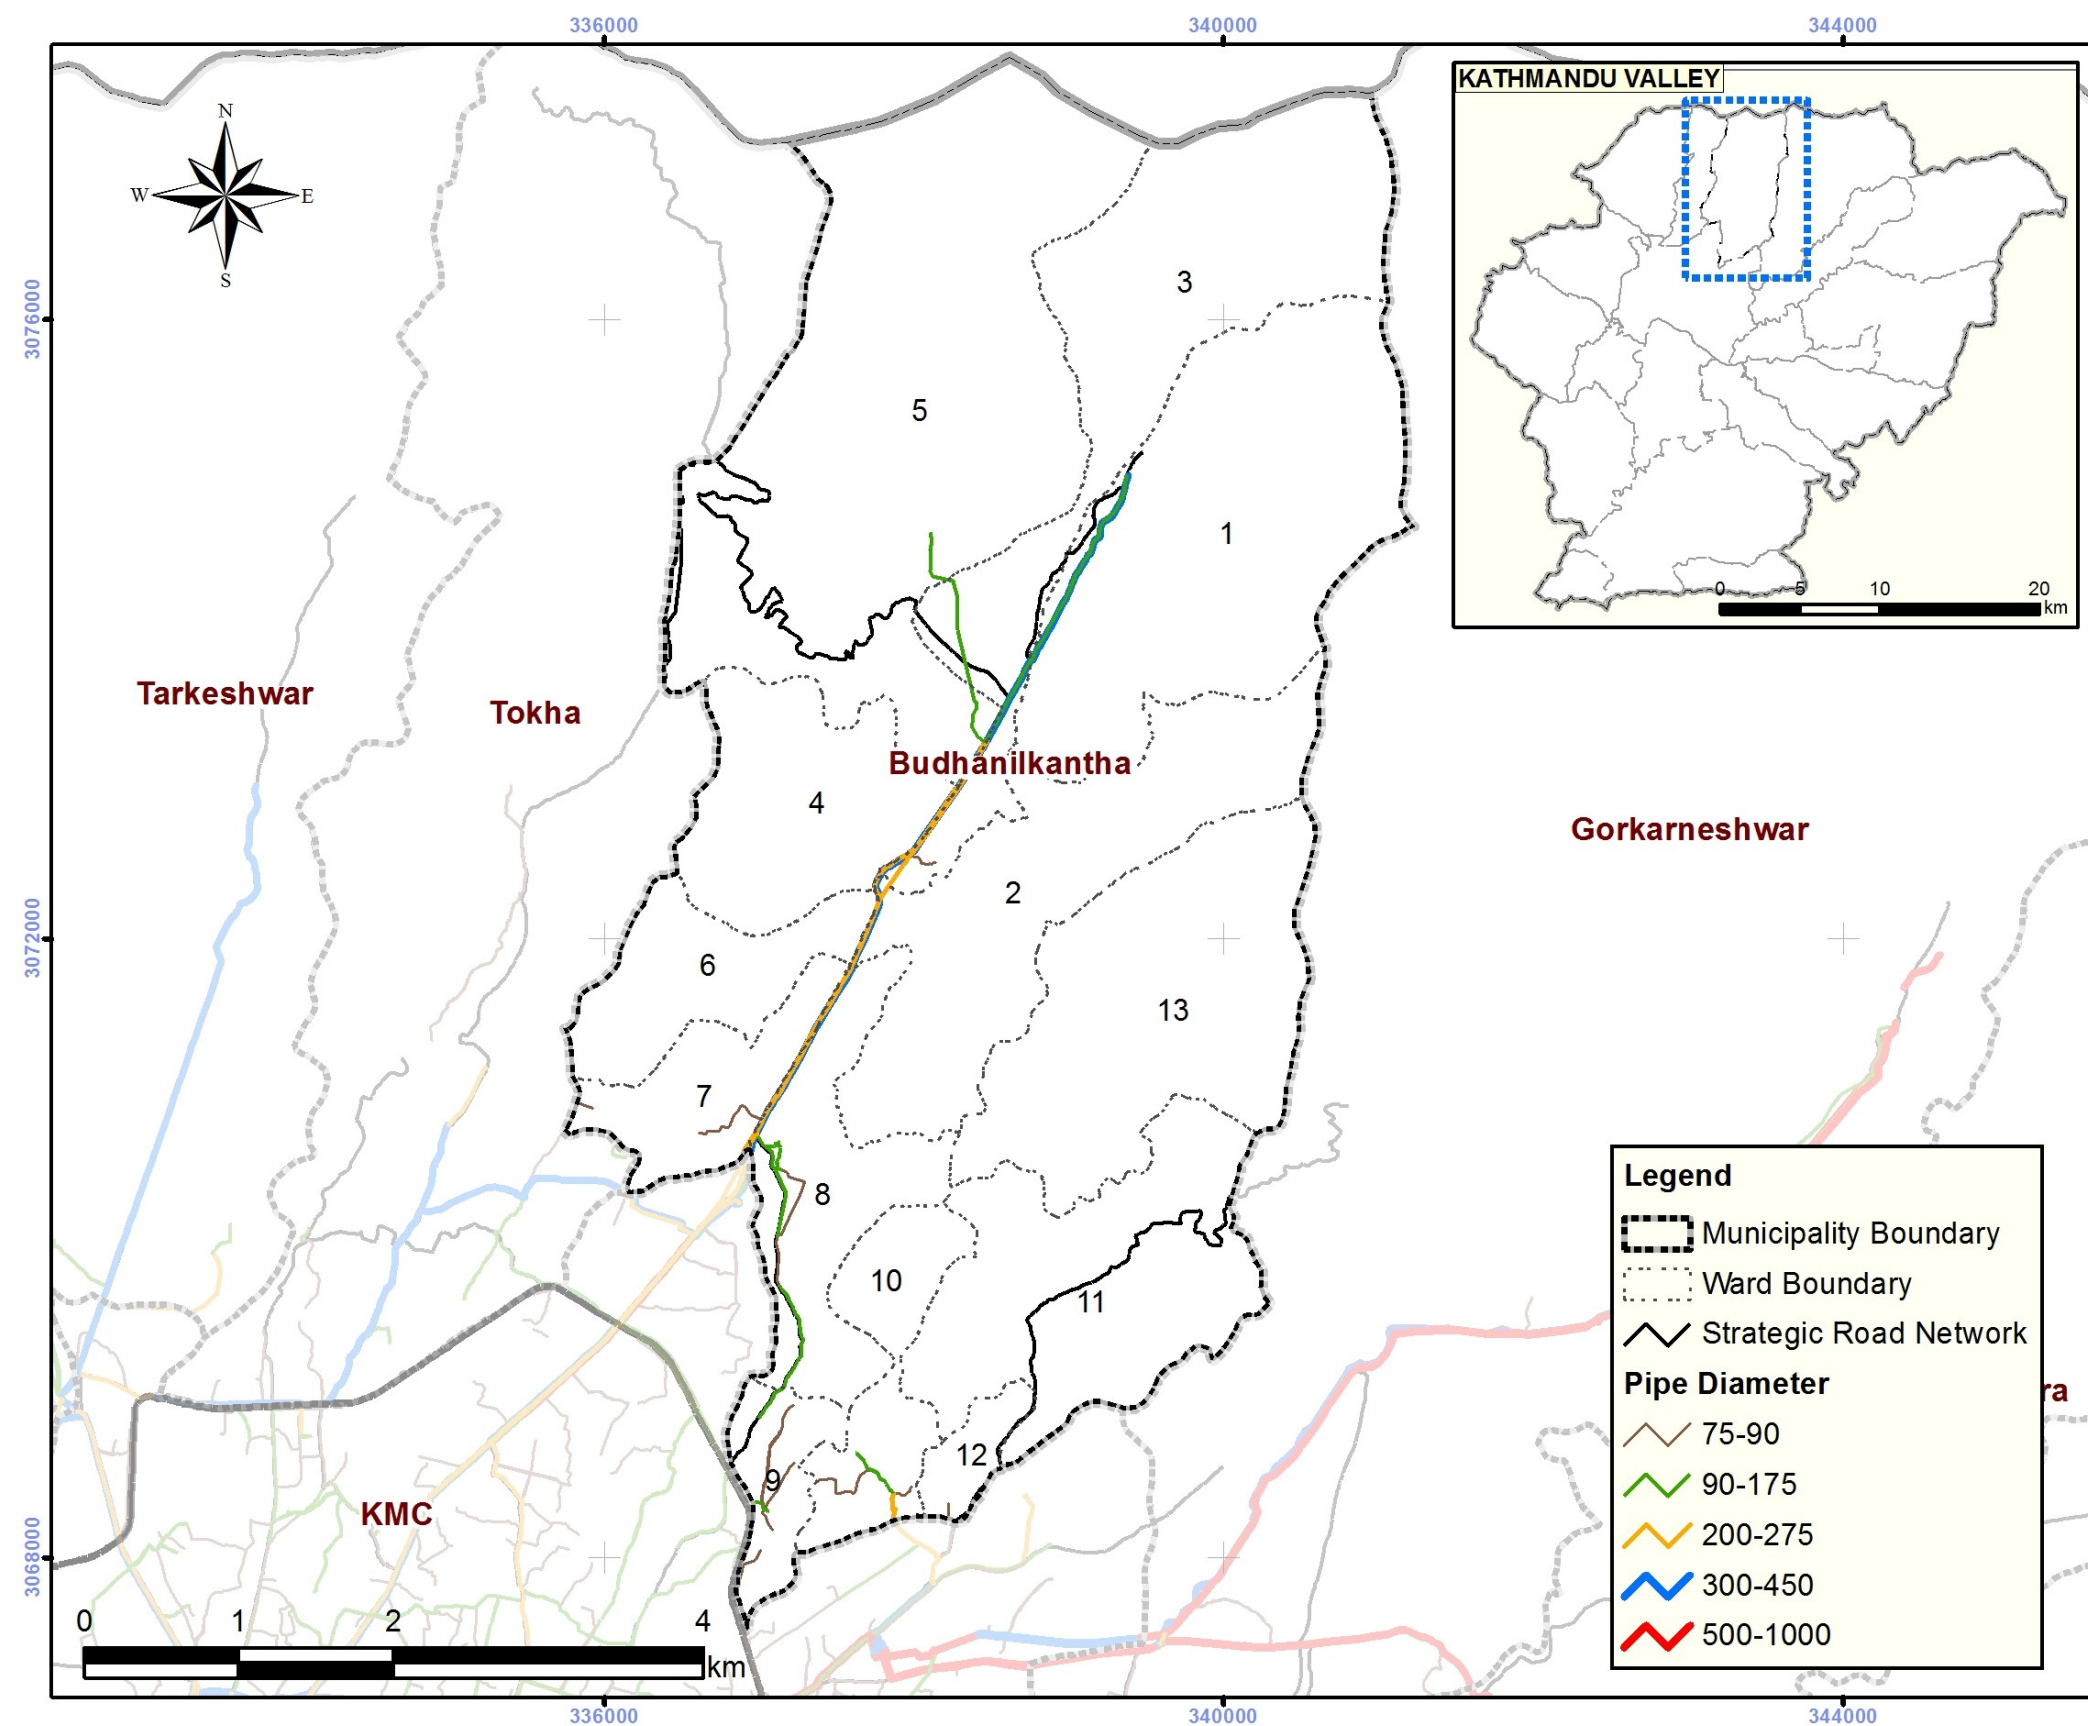 336000
340000
344000
KATHMANDU VALLEY
N
W
E
S
0
5
10
20
km
3076000
3
5
1
Tarkeshwar
Tokha
Budhanilkantha
4
Gorkarneshwar
2
3072000
6
13
7
8
10
11
12
9
KMC
ra
3068000
Legend
Municipality Boundary
Ward Boundary
Strategic Road Network
Pipe Diameter
75-90
90-175
200-275
300-450
500-1000
0
1
2
4
km
336000
340000
344000